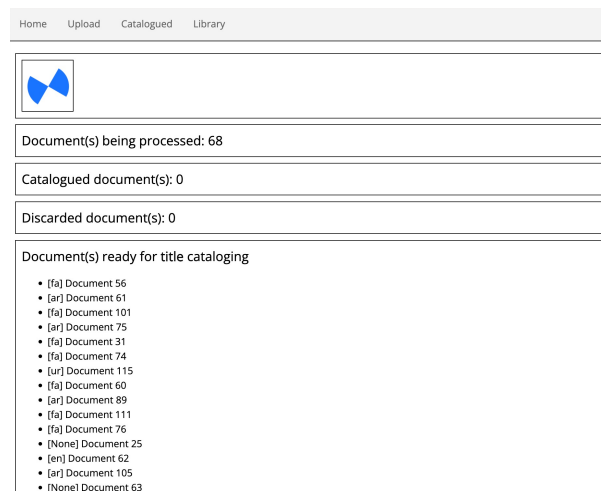 Home Upload Catalogued Library
Document(s) being processed: 68
Catalogued document(s): 0
Discarded document(s): 0
Document(s) ready for title cataloging
• [fa] Document 56
• [ar] Document 61
• [fa] Document 101
• [ar] Document 75
• [fa] Document 31
• [fa] Document 74
• [ur] Document 115
• [fa] Document 60
• [ar] Document 89
• [fa] Document 111
• [fa] Document 76
• [None] Document 25
• [en] Document 62
• [ar] Document 105
• [None] Document 63